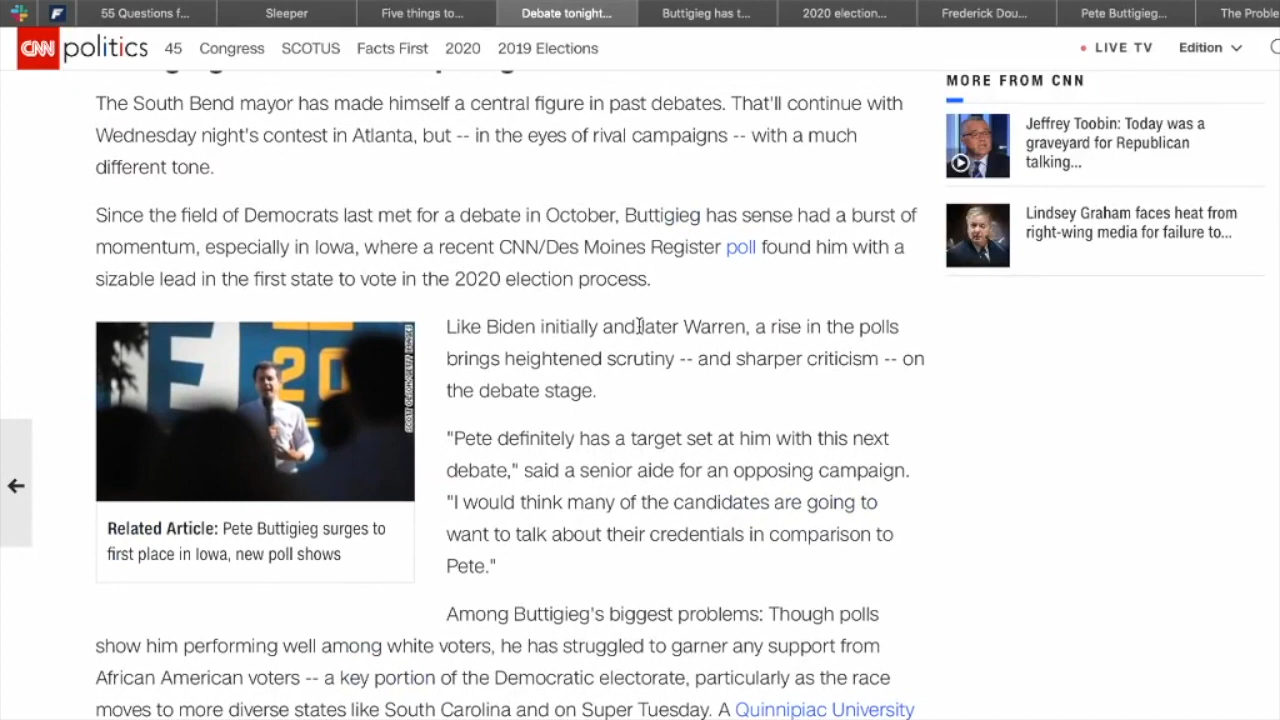 55 Questions f...
Sleeper
Five things to...
Debate tonight...
Buttigieg has t...
2020 election...
Frederick Dou...
Pete Buttigieg...
The Proble
CNN politics 45 Congress SCOTUS Facts First 2020 2019 Elections
LIVE TV Edition
The South Bend mayor has made himself a central figure in past debates. That'll continue with
Wednesday night's contest in Atlanta, but -- in the eyes of rival campaigns -- with a much
different tone.
Since the field of Democrats last met for a debate in October, Buttigieg has sense had a burst of
momentum, especially in Iowa, where a recent CNN/Des Moines Register poll found him with a
sizable lead in the first state to vote in the 2020 election process.
E
20
SCOTT OLSON/GETTY IMAGES
Related Article: Pete Buttigieg surges to
first place in Iowa, new poll shows
Like Biden initially and later Warren, a rise in the polls
brings heightened scrutiny -- and sharper criticism -- on
the debate stage.
"Pete definitely has a target set at him with this next
debate," said a senior aide for an opposing campaign.
"I would think many of the candidates are going to
want to talk about their credentials in comparison to
Pete."
Among Buttigieg's biggest problems: Though polls
show him performing well among white voters, he has struggled to garner any support from
African American voters -- a key portion of the Democratic electorate, particularly as the race
moves to more diverse states like South Carolina and on Super Tuesday. A Quinnipiac University
MORE FROM CNN
Jeffrey Toobin: Today was a
graveyard for Republican
talking...
Lindsey Graham faces heat from
right-wing media for failure to...